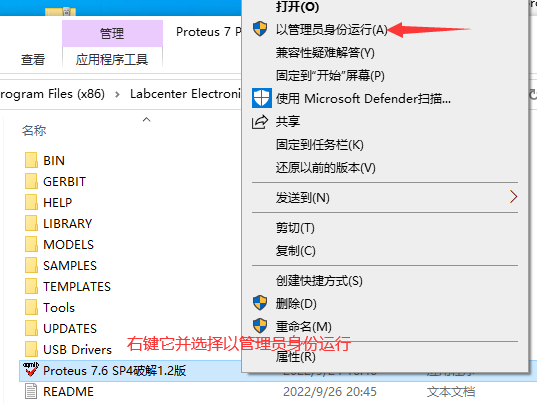 管理
Proteus 7 P
查看
应用程序工具
rogram Files (x86)
Labcenter Electroni
名称
BIN
GERBIT
HELP
LIBRARY
MODELS
SAMPLES
TEMPLATES
Tools
UPDATES
USB Drivers
Proteus 7.6 SP4破解1.2版
README
2022/9/26 20:45
文本文档
打开(O)
以管理员身份运行(A)
兼容性疑难解答(Y)
固定到"开始"屏幕(P)
使用 Microsoft Defender扫描...
共享
固定到任务栏(K)
还原以前的版本(V)
发送到(N)
剪切(T)
复制(C)
创建快捷方式(S)
删除(D)
重命名(M)
属性(R)
右键它并选择以管理员身份运行